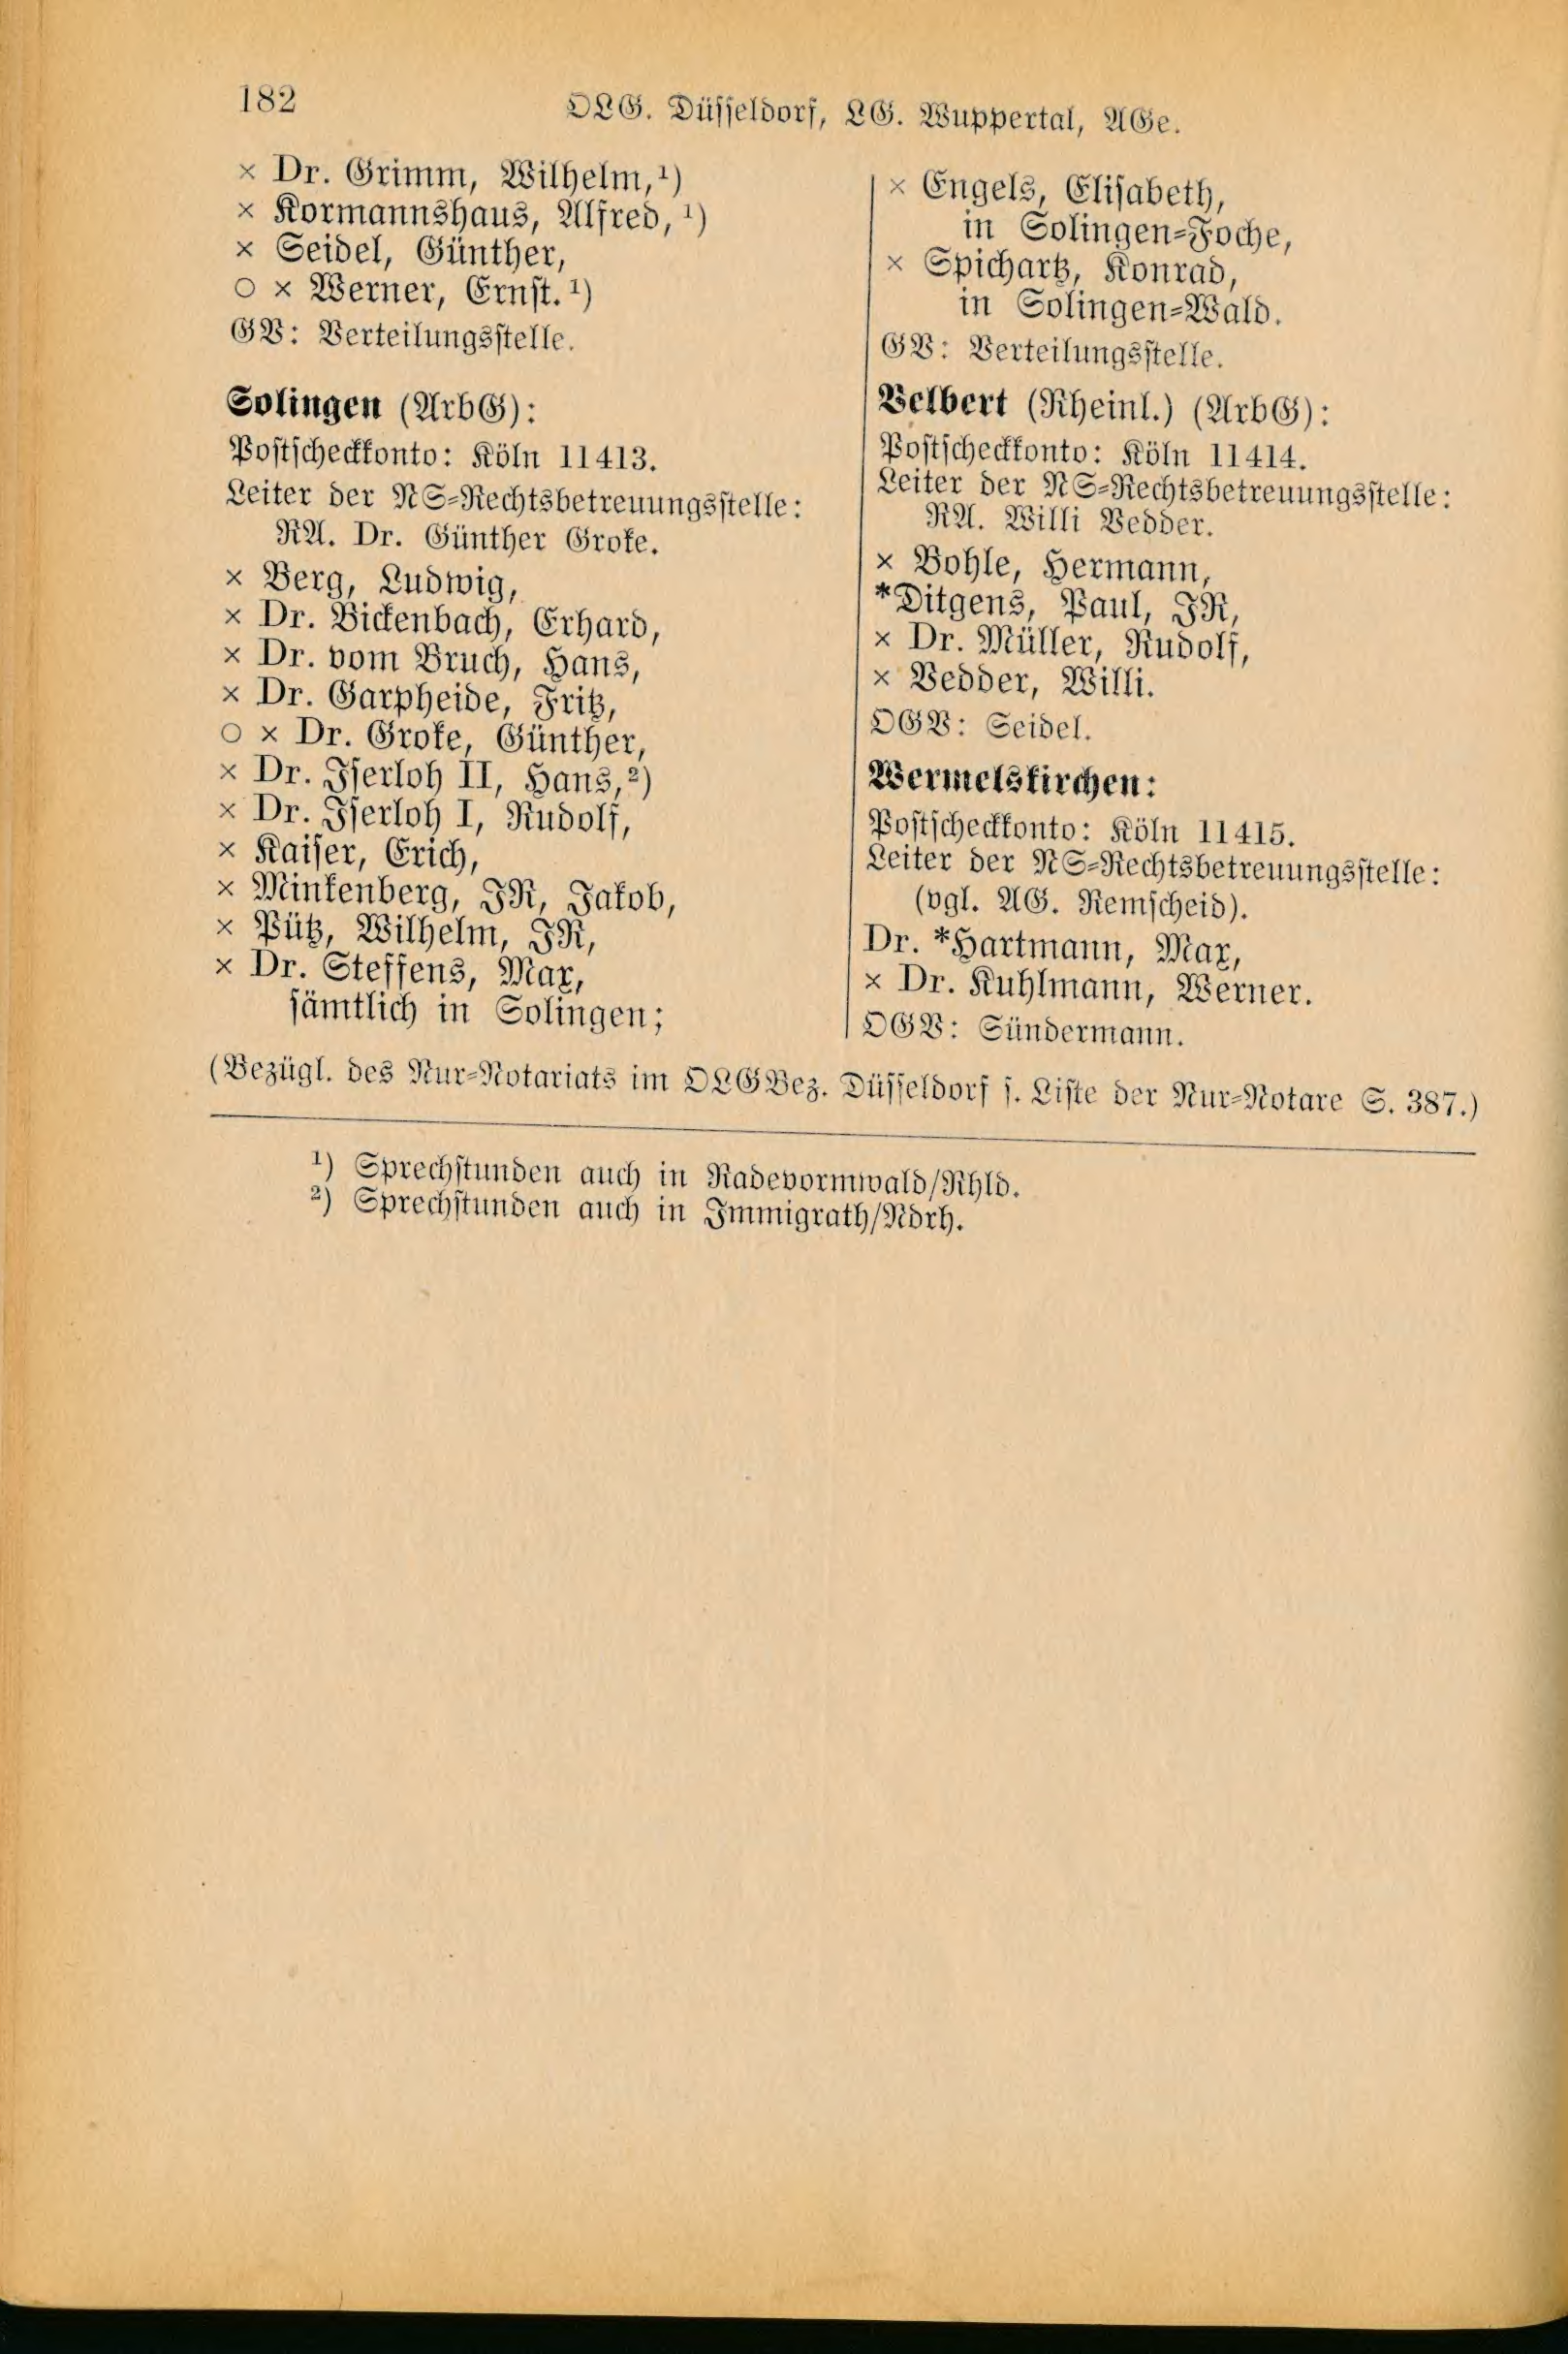 182
OLG. Düsseldorf, LG. Wuppertal, AGe.
× Dr. Grimm, Wilhelm,¹)
× Kormannshaus, Alfred, ¹)
× Seidel, Günther,
○ × Werner, Ernst. ¹)
GV: Verteilungsstelle.
Solingen (ArbG):
Postscheckkonto: Köln 11413.
Leiter der NS-Rechtsbetreuungsstelle:
RA. Dr. Günther Grote.
× Berg, Ludwig,
× Dr. Bickenbach, Erhard,
× Dr. vom Bruch, Hans,
× Dr. Garpheide, Fritz,
○ × Dr. Grote, Günther,
× Dr. Iserloh II, Hans,²)
× Dr. Iserloh I, Rudolf,
× Kaiser, Erich,
× Mintenberg, JR, Jakob,
× Pütz, Wilhelm, JR,
× Dr. Steffens, Max,
sämtlich in Solingen;
× Engels, Elisabeth,
in Solingen-Foche,
× Spichartz, Konrad,
in Solingen-Wald.
GV: Verteilungsstelle.
Velbert (Rheinl.) (ArbG):
Postscheckkonto: Köln 11414.
Leiter der NS-Rechtsbetreuungsstelle:
RA. Willi Vedder.
× Bohle, Hermann,
*Ditgens, Paul, JR,
× Dr. Müller, Rudolf,
× Vedder, Willi.
OGV: Seidel.
Wermelskirchen:
Postscheckkonto: Köln 11415.
Leiter der NS-Rechtsbetreuungsstelle:
(vgl. AG. Remscheid).
Dr. *Hartmann, Max,
× Dr. Kuhlmann, Werner.
OGV: Sündermann.
(Bezügl. des Nur-Notariats im OLGBez. Düsseldorf s. Liste der Nur-Notare S. 387.)
¹) Sprechstunden auch in Radevormwald/Rhld.
²) Sprechstunden auch in Immigrath/Ndrh.